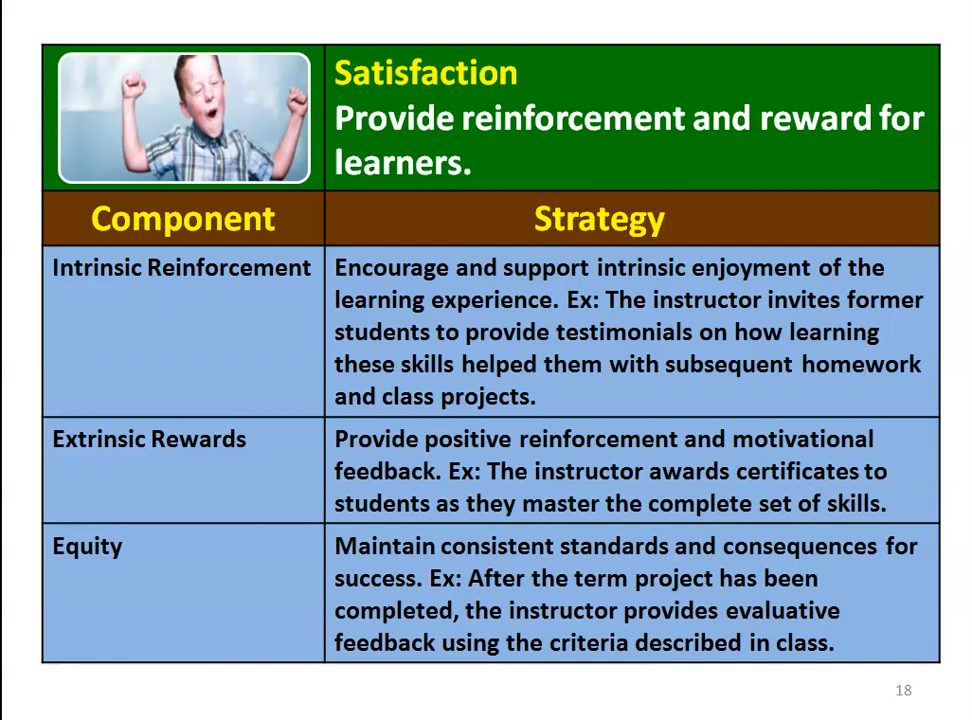 Satisfaction
Provide reinforcement and reward for
learners.
Component
Strategy
Intrinsic Reinforcement
Encourage and support intrinsic enjoyment of the
learning experience. Ex: The instructor invites former
students to provide testimonials on how learning
these skills helped them with subsequent homework
and class projects.
Extrinsic Rewards
Provide positive reinforcement and motivational
feedback. Ex: The instructor awards certificates to
students as they master the complete set of skills.
Equity
Maintain consistent standards and consequences for
success. Ex: After the term project has been
completed, the instructor provides evaluative
feedback using the criteria described in class.
18